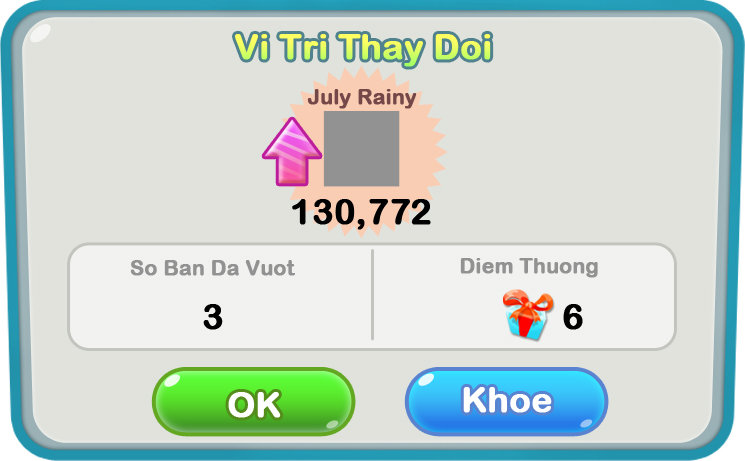 Vi Tri Thay Doi
July Rainy
130,772
So Ban Da Vuot
3
Diem Thuong
6
OK
Khoe